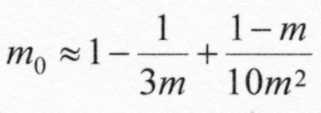 m₀ ≈ 1 − 1/(3m) + (1 − m)/(10m²)